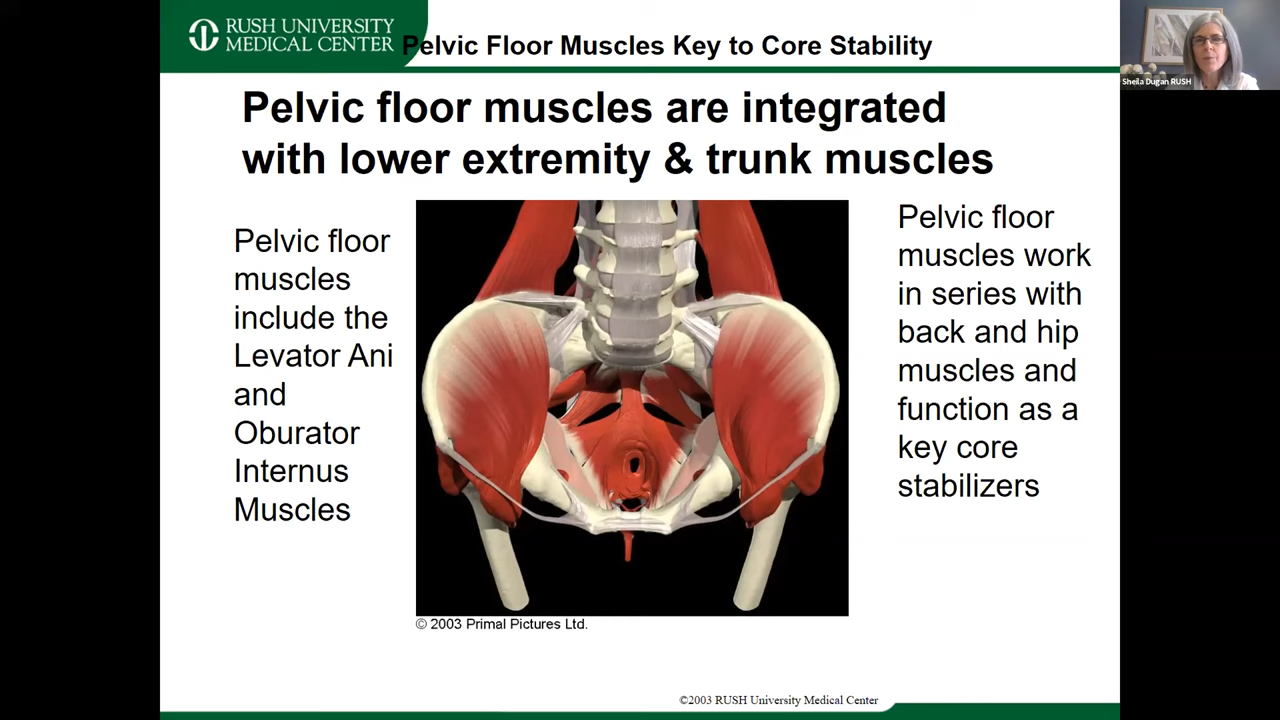 RUSH UNIVERSITY
MEDICAL CENTER
Pelvic Floor Muscles Key to Core Stability
Sheila Dugan RUSH
Pelvic floor muscles are integrated
with lower extremity & trunk muscles
Pelvic floor
muscles
include the
Levator Ani
and
Oburator
Internus
Muscles
Pelvic floor
muscles work
in series with
back and hip
muscles and
function as a
key core
stabilizers
© 2003 Primal Pictures Ltd.
©2003 RUSH University Medical Center